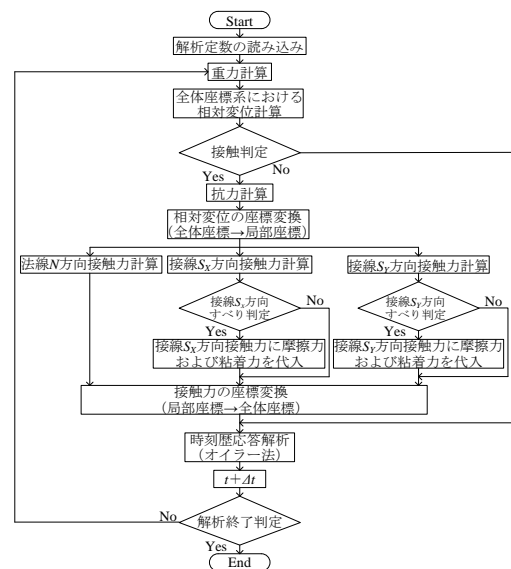 Start
解析定数の読み込み
重力計算
全体座標系における
相対変位計算
接触判定
Yes
No
抗力計算
相対変位の座標変換
(全体座標→局部座標)
法線N方向接触力計算
接線SX方向接触力計算
接線SY方向接触力計算
接線Sx方向
すべり判定
No
接線SY方向
すべり判定
No
Yes
Yes
接線SX方向接触力に摩擦力
および粘着力を代入
接線SY方向接触力に摩擦力
および粘着力を代入
接触力の座標変換
(局部座標→全体座標)
時刻歴応答解析
(オイラー法)
t+Δt
No
解析終了判定
Yes
End